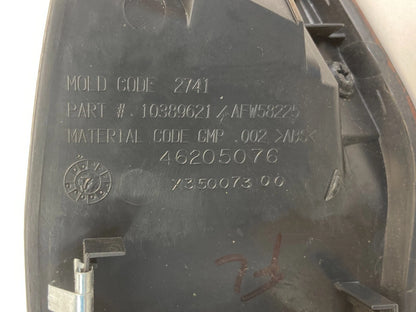 MOLD CODE 2741
PART #. 10389621/AFW58225
MATERIAL CODE GMP .002 >ABS<
46205076
X350073 00